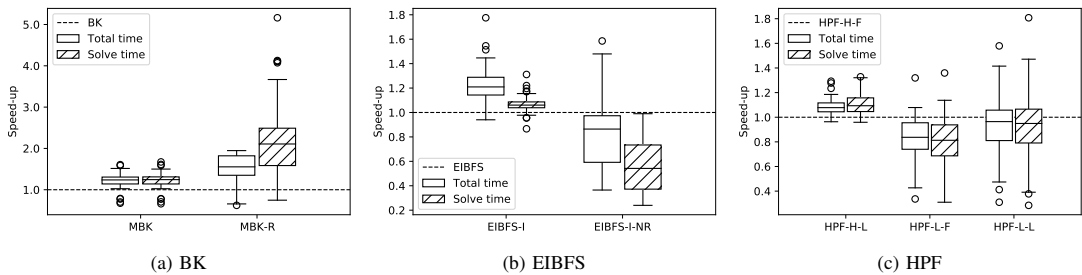 BK
Total time
Solve time
Speed-up
5.0
4.0
3.0
2.0
1.0
MBK
MBK-R
(a) BK
EIBFS
Total time
Solve time
Speed-up
1.8
1.6
1.4
1.2
1.0
0.8
0.6
0.4
0.2
EIBFS-I
EIBFS-I-NR
(b) EIBFS
HPF-H-F
Total time
Solve time
Speed-up
1.8
1.6
1.4
1.2
1.0
0.8
0.6
0.4
HPF-H-L
HPF-L-F
HPF-L-L
(c) HPF